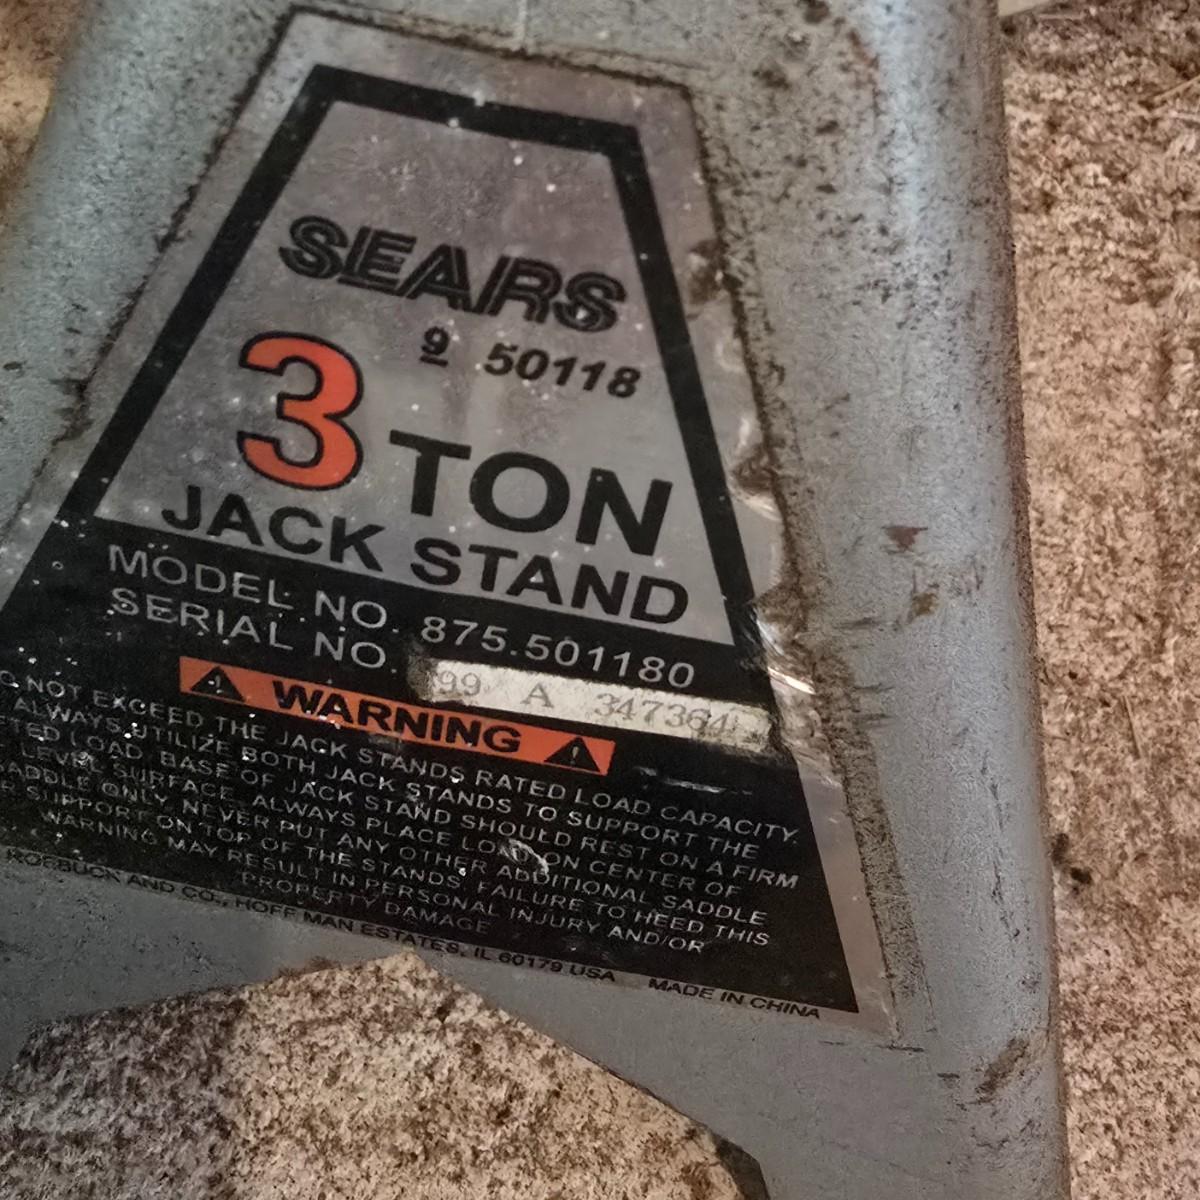 SEARS
9 50118
3 TON
JACK STAND
MODEL NO. 875.501180
SERIAL NO. 99 A 347364
WARNING
O NOT EXCEED THE JACK STANDS RATED LOAD CAPACITY.
ALWAYS UTILIZE BOTH JACK STANDS TO SUPPORT THE
TED LOAD. BASE OF JACK STAND SHOULD REST ON A FIRM
LEVEL SURFACE. ALWAYS PLACE LOAD ON CENTER OF
SADDLE ONLY. NEVER PUT ANY OTHER ADDITIONAL SADDLE
R SUPPORT ON TOP OF THE STANDS. FAILURE TO HEED THIS
WARNING MAY RESULT IN PERSONAL INJURY AND/OR
PROPERTY DAMAGE
ROEBUCK AND CO., HOFFMAN ESTATES, IL 60179 USA MADE IN CHINA